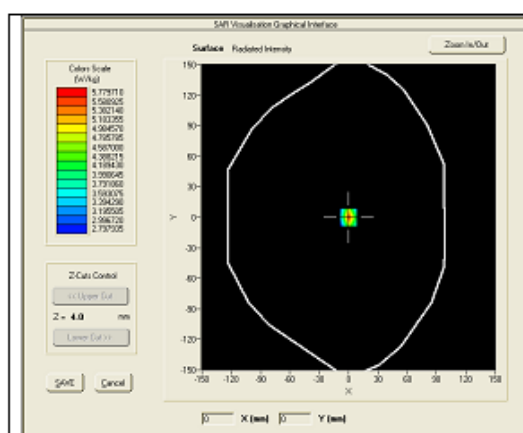 SAR Visualisation Graphical Interface
Surface Radiated Intensity
Zoom In/Out
Colors Scale
(W/kg)
5.779710
5.580925
5.382140
5.183355
4.984570
4.785785
4.587000
4.388215
4.189430
3.990645
3.791860
3.593075
3.394290
3.195505
2.996720
2.797935
150
120
90
60
30
0
-30
-60
-90
-120
-150
Y
-150 -120 -90 -60 -30 0 30 60 90 120 150
X
Z-Cuts Control
<< Upper Cut
Z = 4.0 mm
Lower Cut >>
SAVE Cancel
0 X (mm) 0 Y (mm)